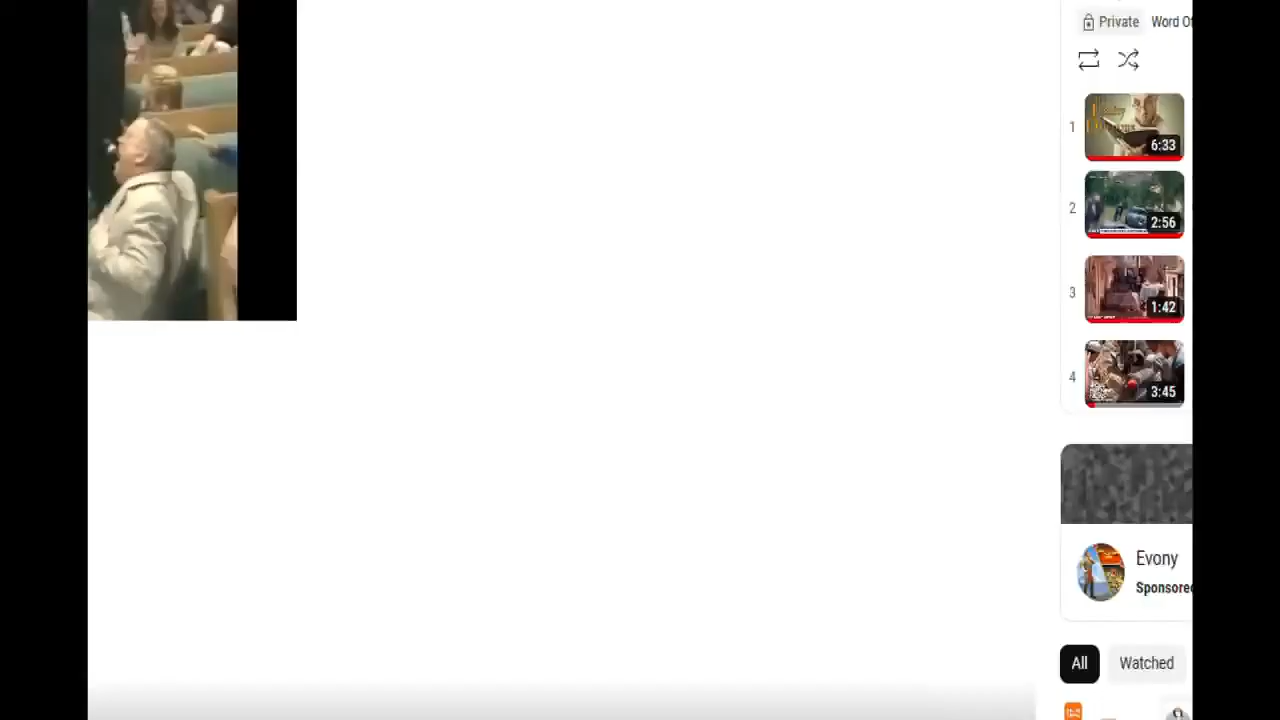 Private Word Of
1 6:33
2 2:56
3 1:42
4 3:45
Evony
Sponsored
All Watched